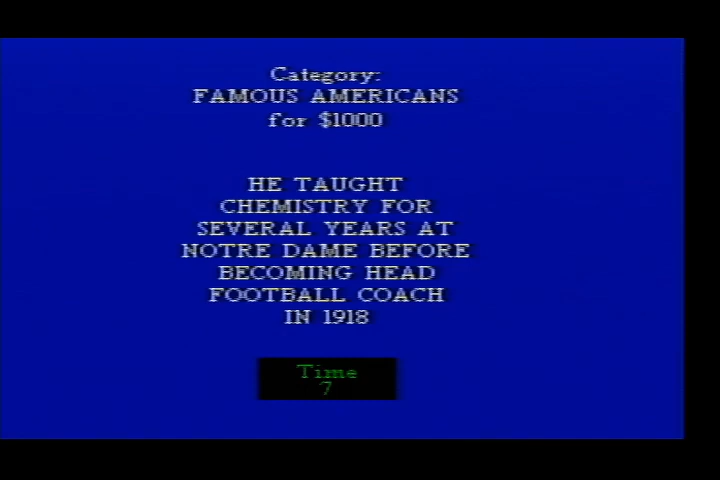 Category:
FAMOUS AMERICANS
for $1000
HE TAUGHT
CHEMISTRY FOR
SEVERAL YEARS AT
NOTRE DAME BEFORE
BECOMING HEAD
FOOTBALL COACH
IN 1918
Time
7